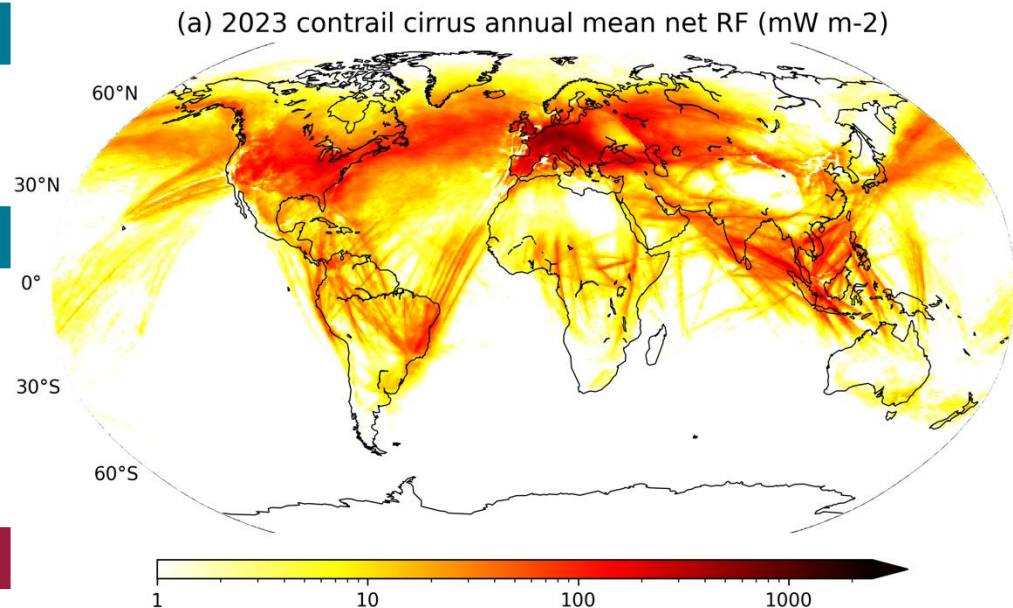 (a) 2023 contrail cirrus annual mean net RF (mW m-2)
60°N
30°N
0°
30°S
60°S
1 10 100 1000